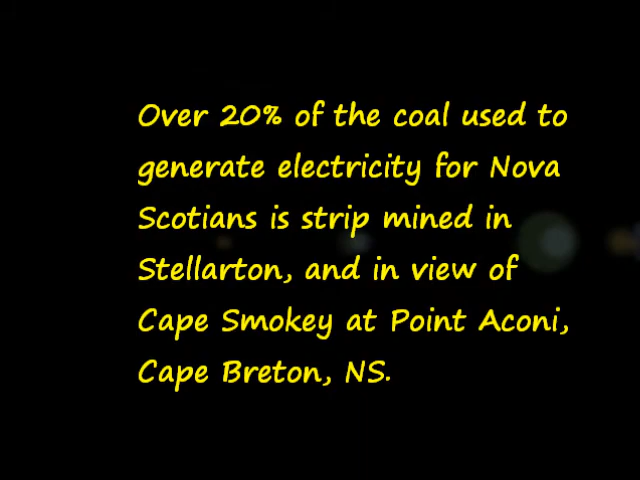 Over 20% of the coal used to
generate electricity for Nova
Scotians is strip mined in
Stellarton, and in view of
Cape Smokey at Point Aconi,
Cape Breton, NS.